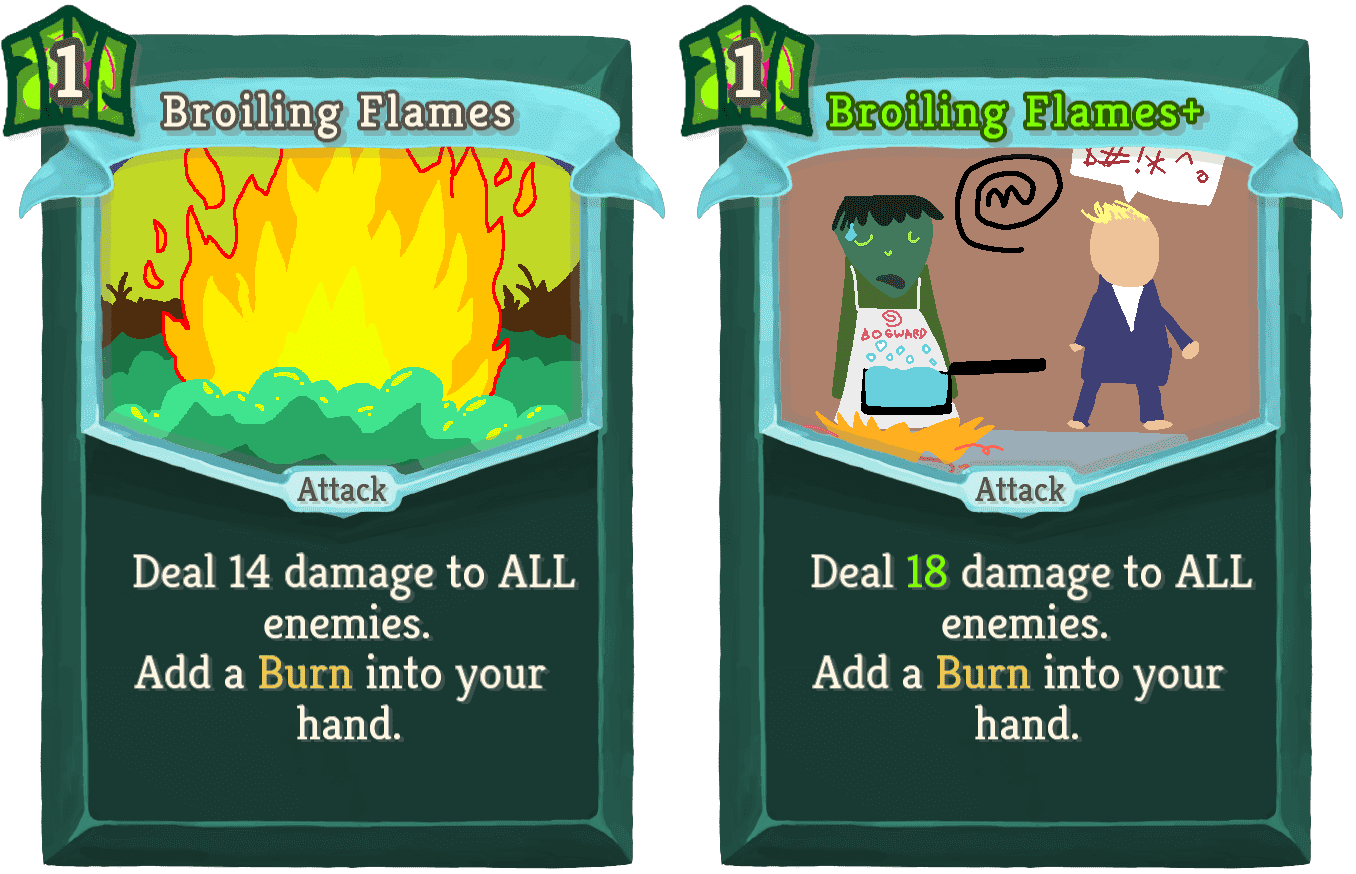 1
Broiling Flames
Attack
Deal 14 damage to ALL
enemies.
Add a Burn into your
hand.
1
Broiling Flames+
#!*
BOGWARD
Attack
Deal 18 damage to ALL
enemies.
Add a Burn into your
hand.